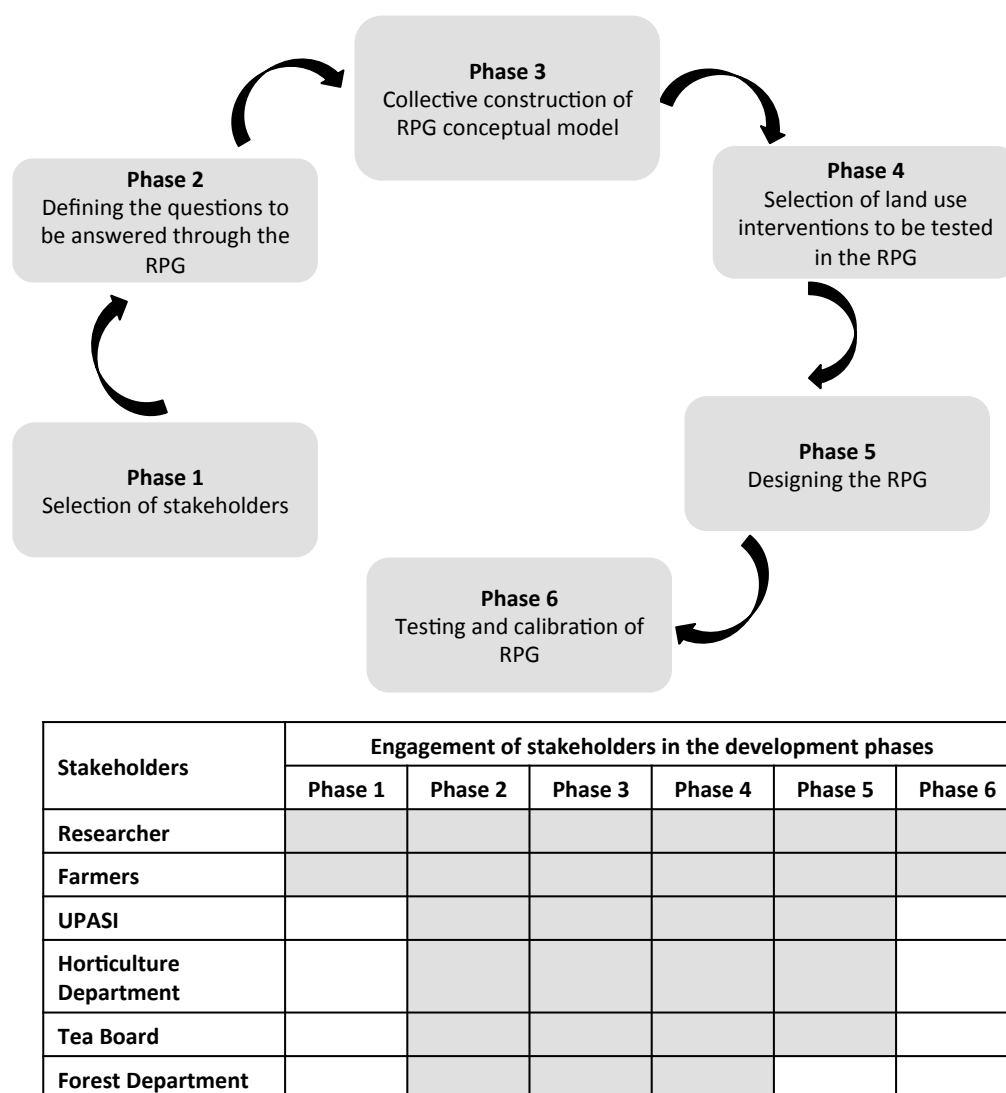 Phase 3
Collective construction of
RPG conceptual model
Phase 2
Defining the questions to
be answered through the
RPG
Phase 4
Selection of land use
interventions to be tested
in the RPG
Phase 1
Selection of stakeholders
Phase 5
Designing the RPG
Phase 6
Testing and calibration of
RPG
Stakeholders
Engagement of stakeholders in the development phases
Phase 1 Phase 2 Phase 3 Phase 4 Phase 5 Phase 6
Researcher
Farmers
UPASI
Horticulture
Department
Tea Board
Forest Department